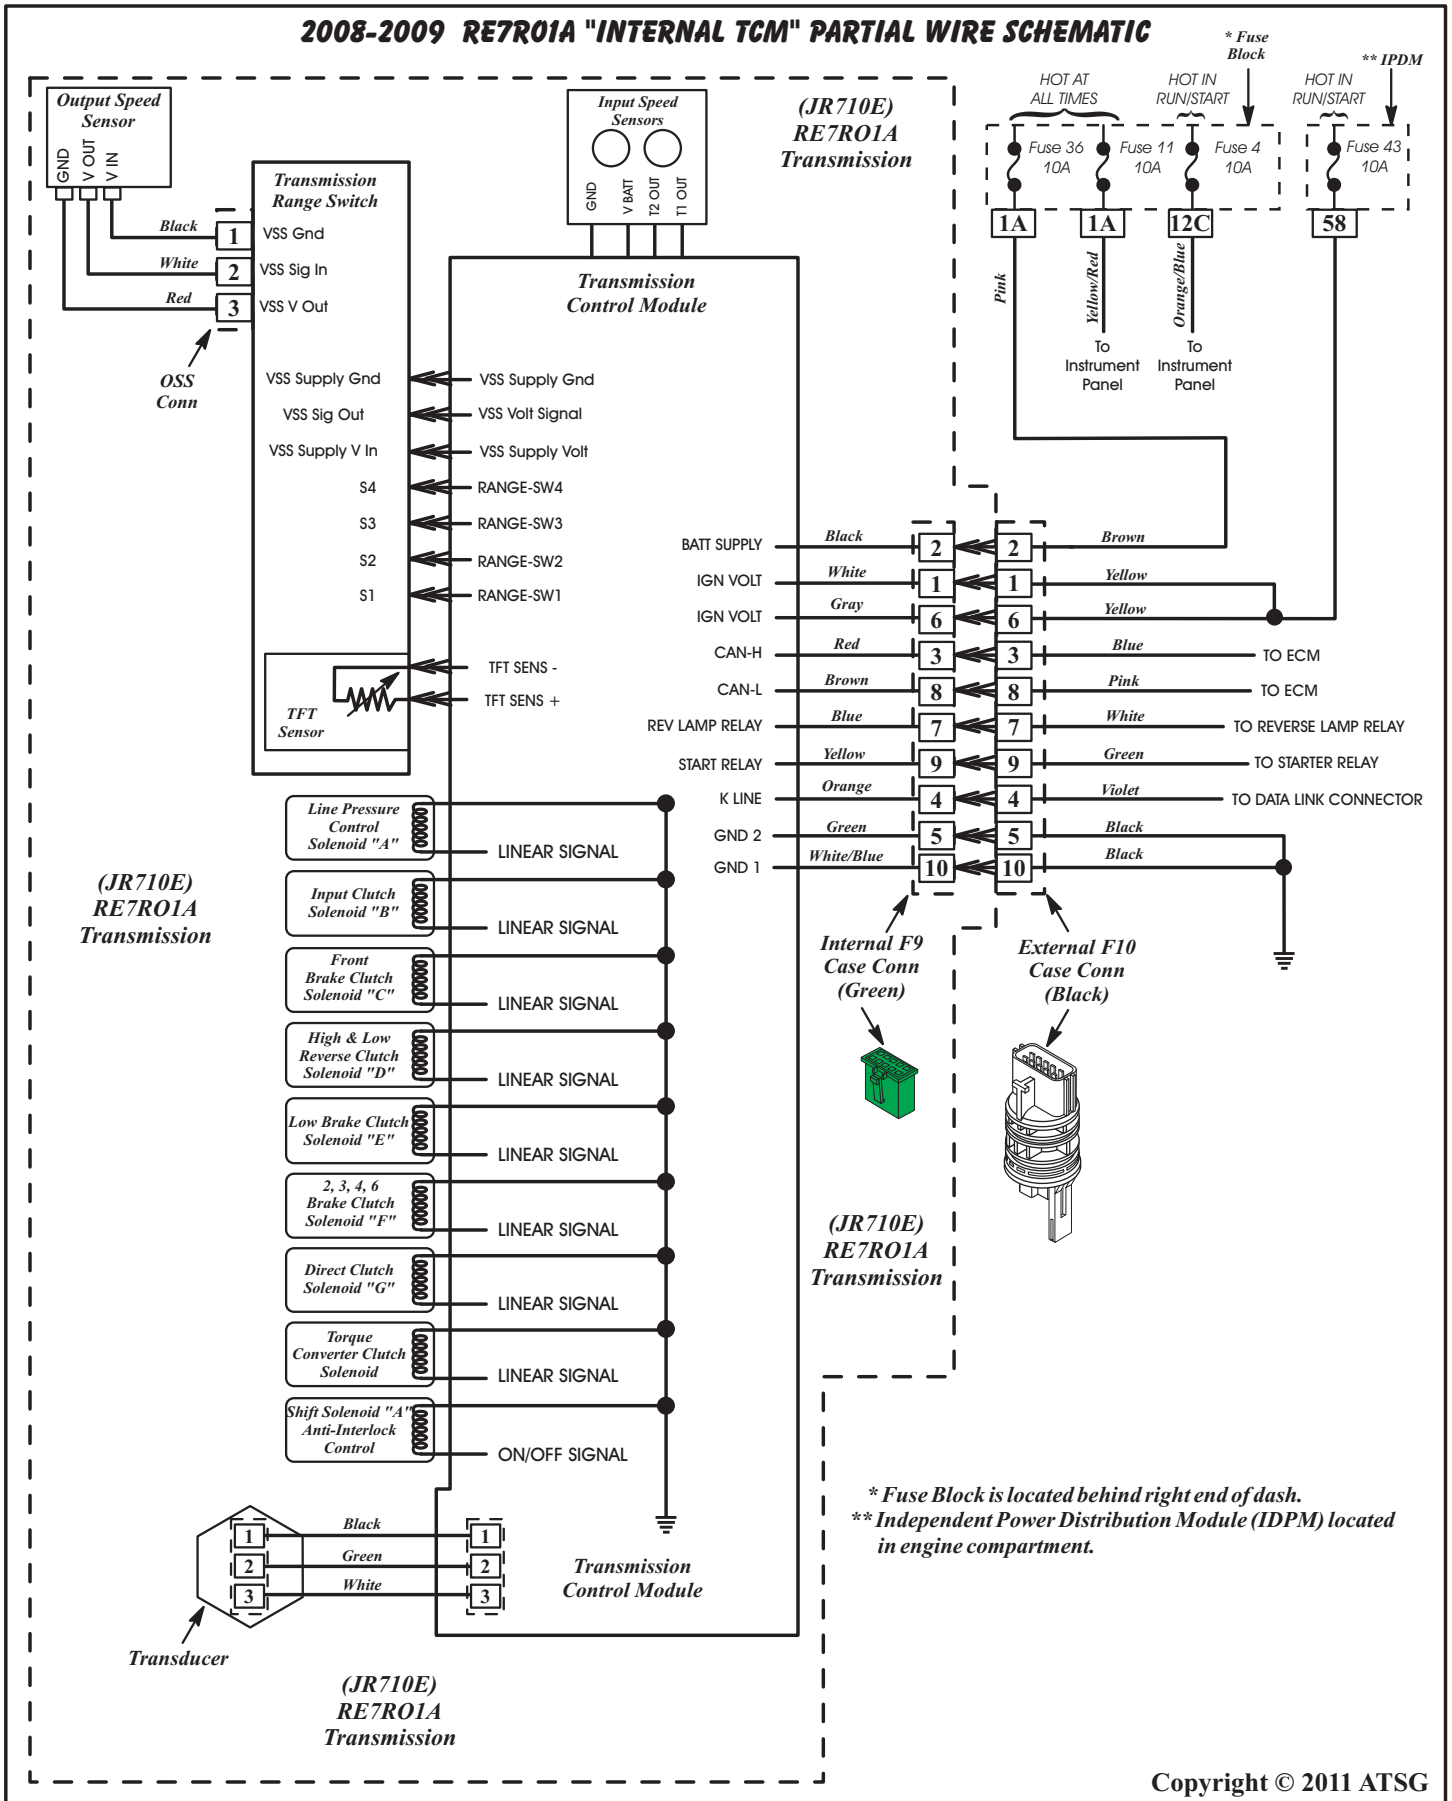 2008-2009 RE7RO1A "INTERNAL TCM" PARTIAL WIRE SCHEMATIC
* Fuse
Block
** IPDM
HOT AT
ALL TIMES
HOT IN
RUN/START
HOT IN
RUN/START
Fuse 36
10A
Fuse 11
10A
Fuse 4
10A
Fuse 43
10A
1A
1A
12C
58
Pink
Yellow/Red
Orange/Blue
To
Instrument
Panel
To
Instrument
Panel
Output Speed
Sensor
GND
V OUT
V IN
Input Speed
Sensors
GND
V BATT
T2 OUT
T1 OUT
(JR710E)
RE7RO1A
Transmission
Transmission
Range Switch
Black
1
VSS Gnd
White
2
VSS Sig In
Red
3
VSS V Out
OSS
Conn
Transmission
Control Module
VSS Supply Gnd
VSS Supply Gnd
VSS Sig Out
VSS Volt Signal
VSS Supply V In
VSS Supply Volt
S4
RANGE-SW4
S3
RANGE-SW3
S2
RANGE-SW2
S1
RANGE-SW1
TFT SENS -
TFT SENS +
TFT
Sensor
BATT SUPPLY
Black
2
2
Brown
IGN VOLT
White
1
1
Yellow
IGN VOLT
Gray
6
6
Yellow
CAN-H
Red
3
3
Blue
TO ECM
CAN-L
Brown
8
8
Pink
TO ECM
REV LAMP RELAY
Blue
7
7
White
TO REVERSE LAMP RELAY
START RELAY
Yellow
9
9
Green
TO STARTER RELAY
K LINE
Orange
4
4
Violet
TO DATA LINK CONNECTOR
GND 2
Green
5
5
Black
GND 1
White/Blue
10
10
Black
Internal F9
Case Conn
(Green)
External F10
Case Conn
(Black)
(JR710E)
RE7RO1A
Transmission
Line Pressure
Control
Solenoid "A"
LINEAR SIGNAL
Input Clutch
Solenoid "B"
LINEAR SIGNAL
Front
Brake Clutch
Solenoid "C"
LINEAR SIGNAL
High & Low
Reverse Clutch
Solenoid "D"
LINEAR SIGNAL
Low Brake Clutch
Solenoid "E"
LINEAR SIGNAL
2, 3, 4, 6
Brake Clutch
Solenoid "F"
LINEAR SIGNAL
Direct Clutch
Solenoid "G"
LINEAR SIGNAL
Torque
Converter Clutch
Solenoid
LINEAR SIGNAL
Shift Solenoid "A"
Anti-Interlock
Control
ON/OFF SIGNAL
(JR710E)
RE7RO1A
Transmission
* Fuse Block is located behind right end of dash.
** Independent Power Distribution Module (IDPM) located
in engine compartment.
1
Black
1
2
Green
2
3
White
3
Transmission
Control Module
Transducer
(JR710E)
RE7RO1A
Transmission
Copyright © 2011 ATSG